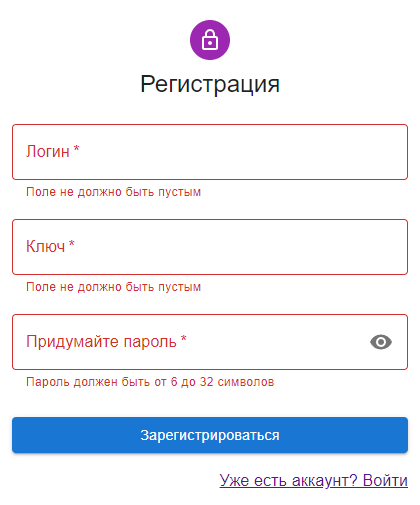 Регистрация
Логин *
Поле не должно быть пустым
Ключ *
Поле не должно быть пустым
Придумайте пароль *
Пароль должен быть от 6 до 32 символов
Зарегистрироваться
Уже есть аккаунт? Войти